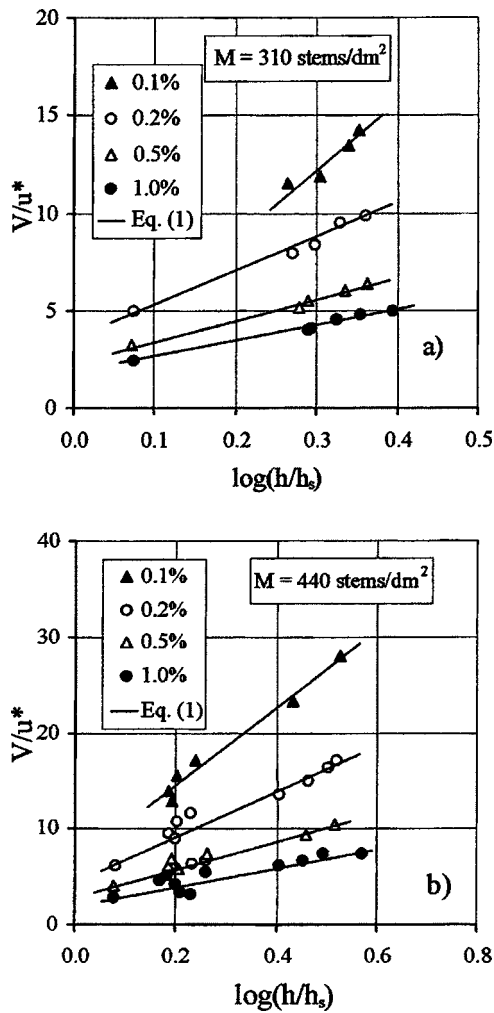 20
M = 310 stems/dm²
0.1%
0.2%
0.5%
1.0%
Eq. (1)
15
10
5
0
V/u*
a)
0.0 0.1 0.2 0.3 0.4 0.5
log(h/hₛ)
40
M = 440 stems/dm²
0.1%
0.2%
0.5%
1.0%
Eq. (1)
30
20
10
0
V/u*
b)
0.0 0.2 0.4 0.6 0.8
log(h/hₛ)